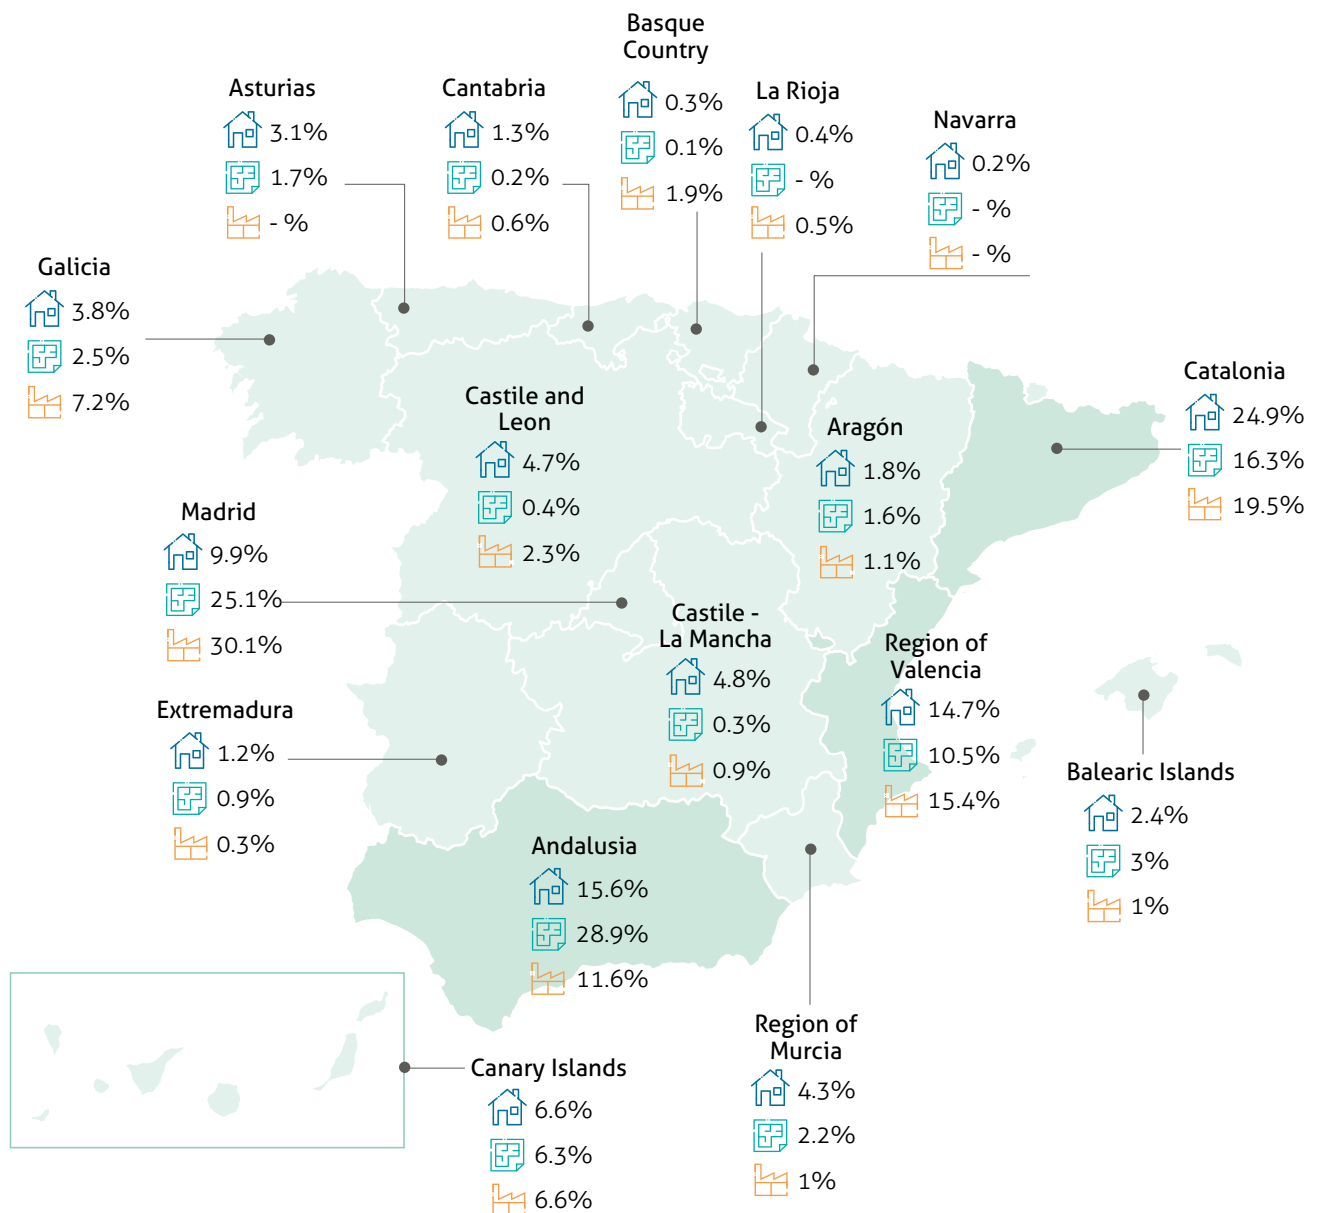 Basque
Country
0.3%
0.1%
1.9%
Asturias
3.1%
1.7%
- %
Cantabria
1.3%
0.2%
0.6%
La Rioja
0.4%
- %
0.5%
Navarra
0.2%
- %
- %
Galicia
3.8%
2.5%
7.2%
Catalonia
24.9%
16.3%
19.5%
Castile and
Leon
4.7%
0.4%
2.3%
Aragón
1.8%
1.6%
1.1%
Madrid
9.9%
25.1%
30.1%
Castile -
La Mancha
4.8%
0.3%
0.9%
Region of
Valencia
14.7%
10.5%
15.4%
Extremadura
1.2%
0.9%
0.3%
Balearic Islands
2.4%
3%
1%
Andalusia
15.6%
28.9%
11.6%
Region of
Murcia
4.3%
2.2%
1%
Canary Islands
6.6%
6.3%
6.6%